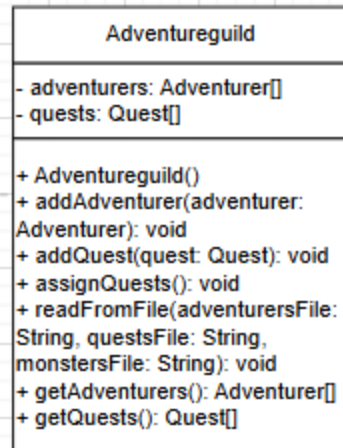 Adventureguild
- adventurers: Adventurer[]
- quests: Quest[]
+ Adventureguild()
+ addAdventurer(adventurer:
Adventurer): void
+ addQuest(quest: Quest): void
+ assignQuests(): void
+ readFromFile(adventurersFile:
String, questsFile: String,
monstersFile: String): void
+ getAdventurers(): Adventurer[]
+ getQuests(): Quest[]